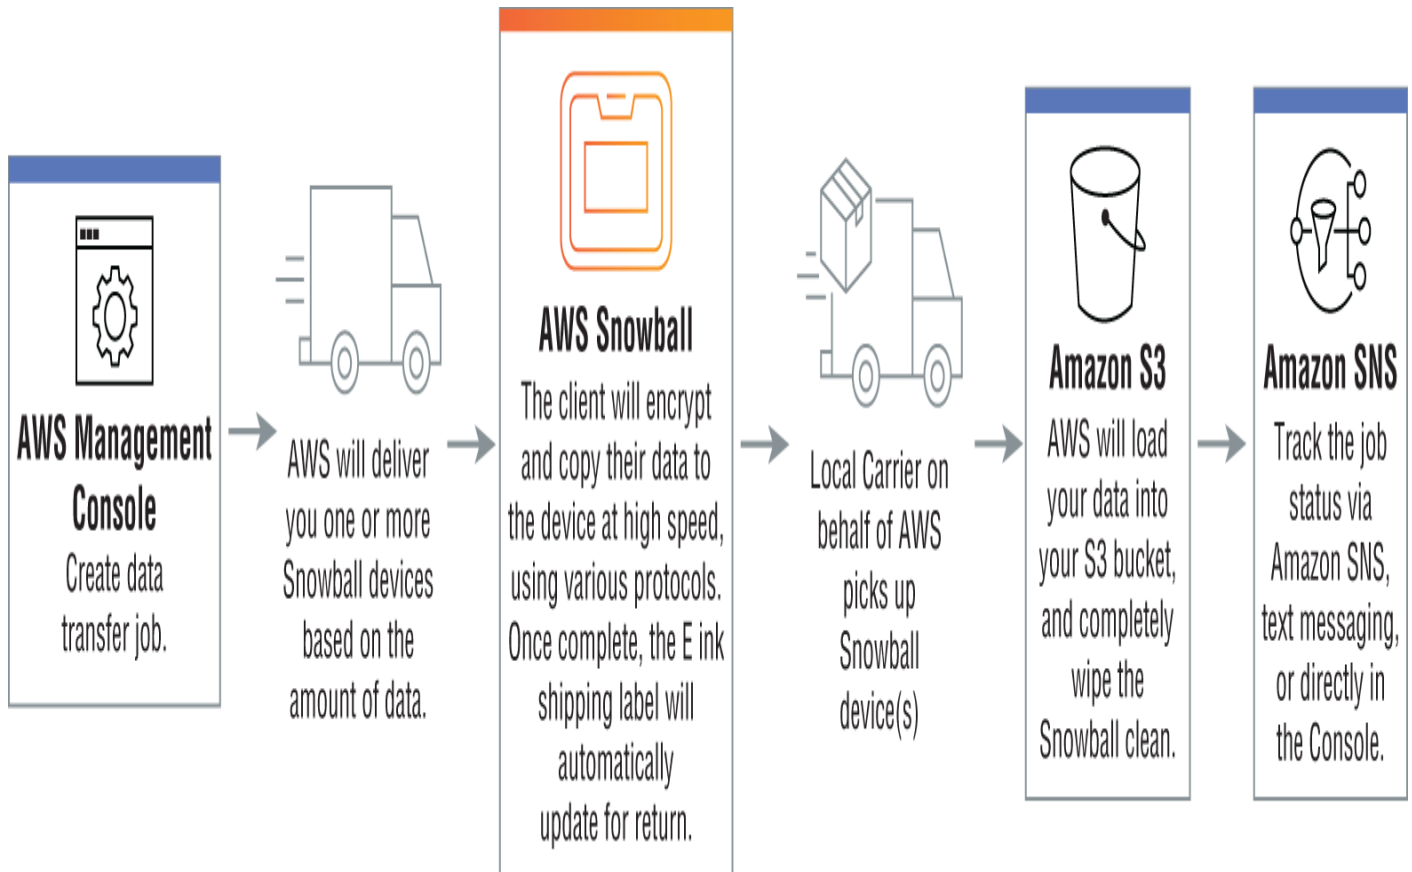 AWS Management
Console
Create data
transfer job.
AWS will deliver
you one or more
Snowball devices
based on the
amount of data.
AWS Snowball
The client will encrypt
and copy their data to
the device at high speed,
using various protocols.
Once complete, the E ink
shipping label will
automatically
update for return.
Local Carrier on
behalf of AWS
picks up
Snowball
device(s)
Amazon S3
AWS will load
your data into
your S3 bucket,
and completely
wipe the
Snowball clean.
Amazon SNS
Track the job
status via
Amazon SNS,
text messaging,
or directly in
the Console.